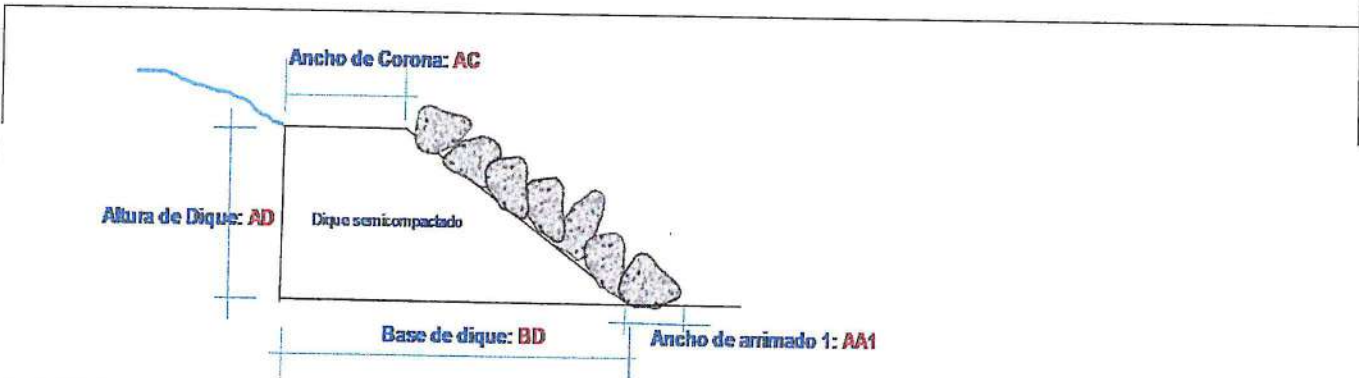 Ancho de Corona: AC
Altura de Dique: AD
Dique semicompactado
Base de dique: BD
Ancho de arrimado 1: AA1